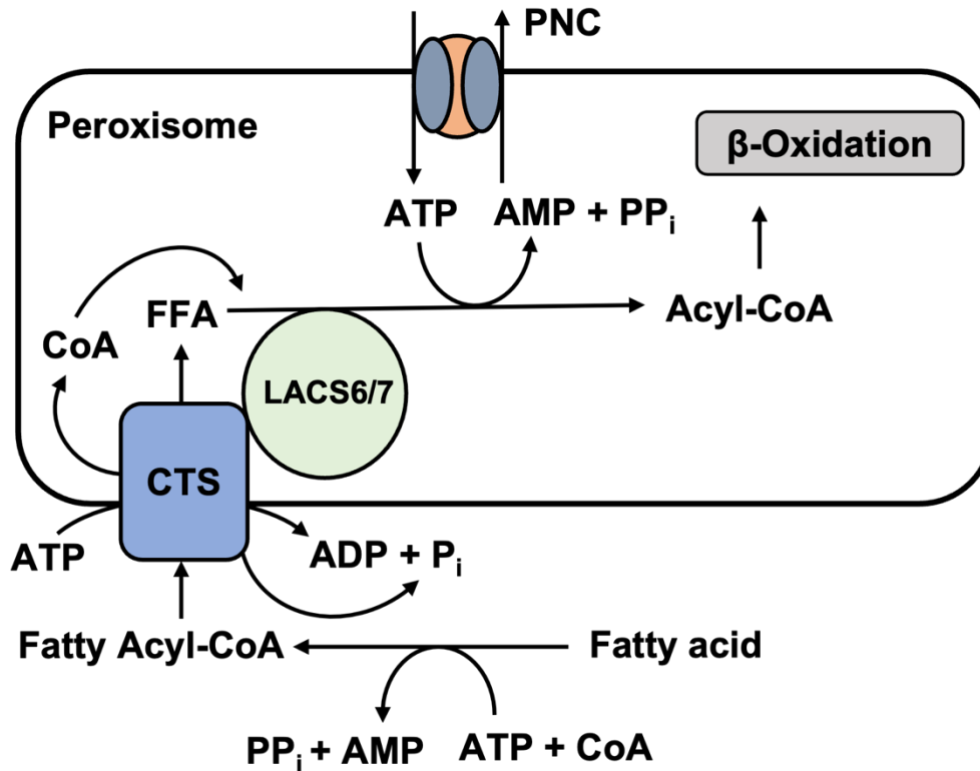 PNC
Peroxisome
β-Oxidation
ATP
AMP + PPi
FFA
Acyl-CoA
CoA
LACS6/7
CTS
ATP
ADP + Pi
Fatty Acyl-CoA
Fatty acid
PPi + AMP
ATP + CoA